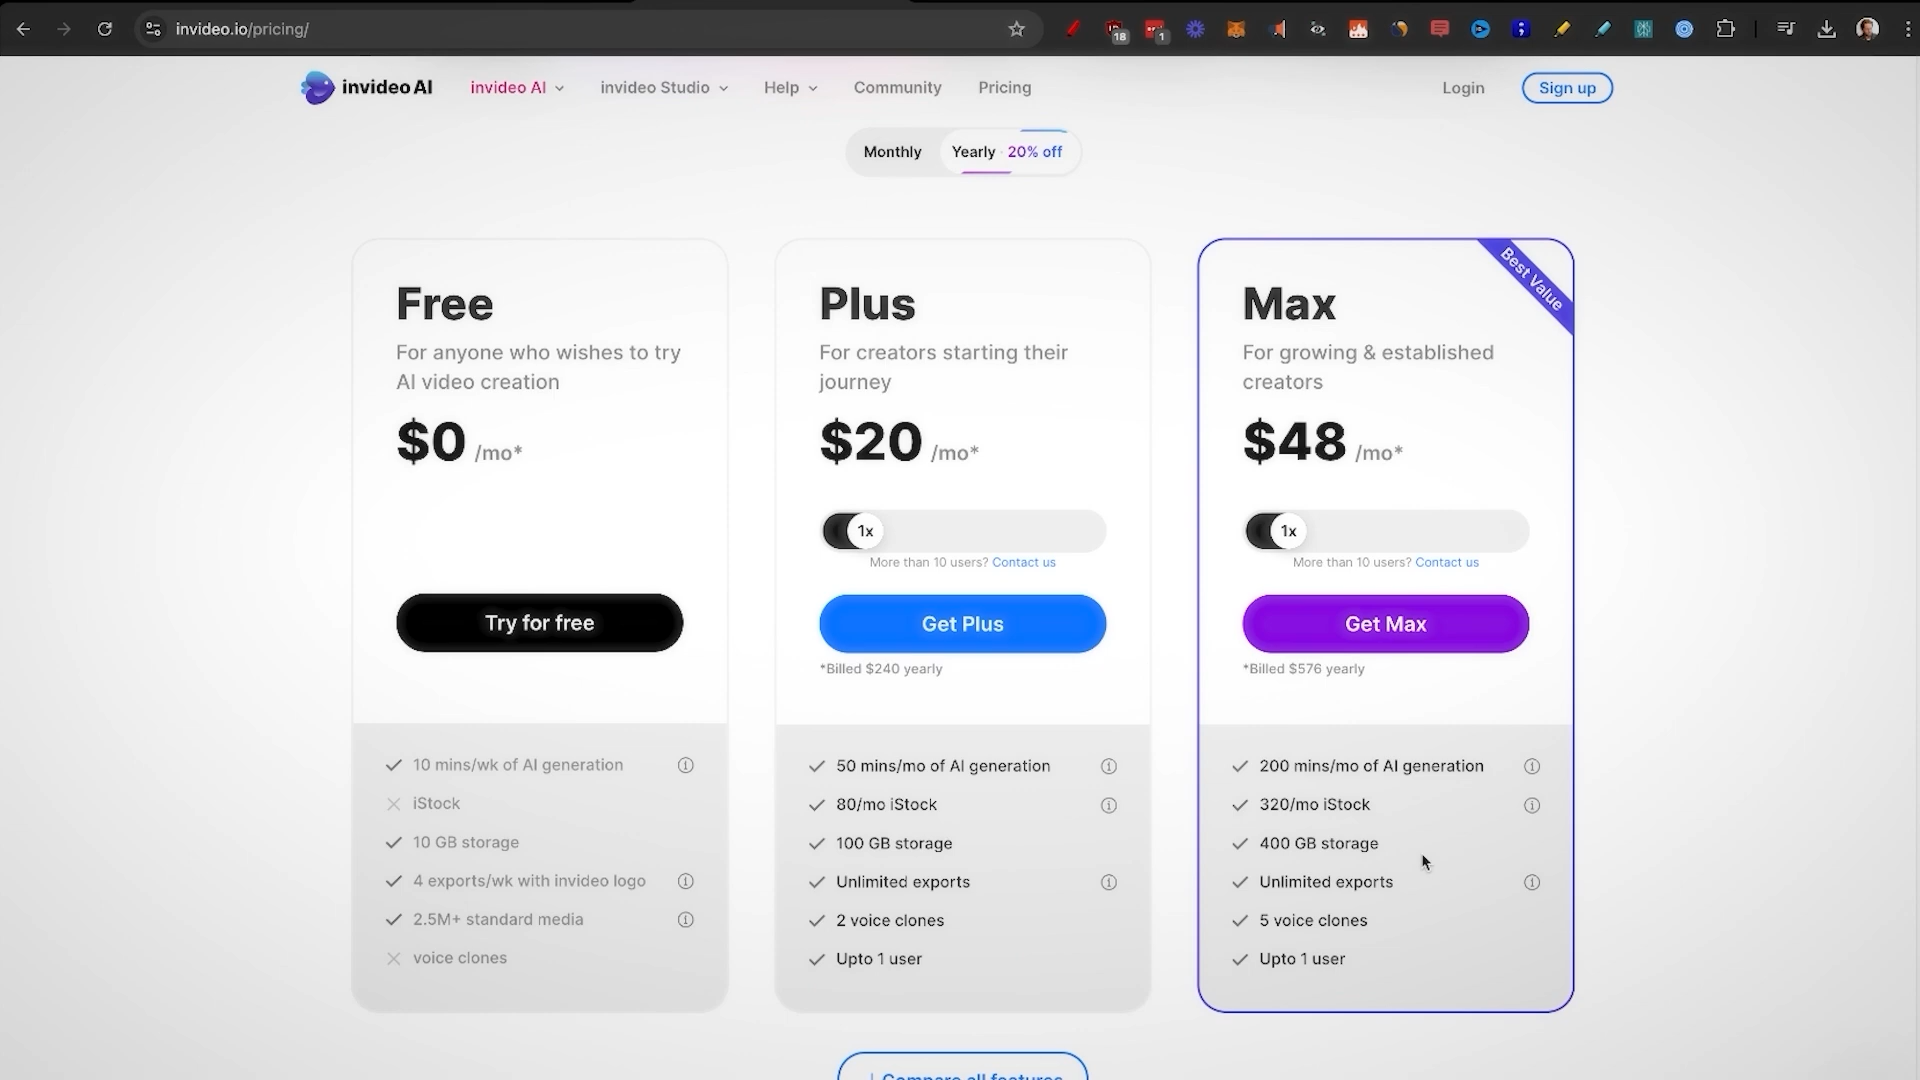 invideo.io/pricing/
18
1
invideo AI
invideo AI
invideo Studio
Help
Community
Pricing
Login
Sign up
Monthly
Yearly · 20% off
Free
For anyone who wishes to try
AI video creation
$0 /mo*
Try for free
10 mins/wk of AI generation
iStock
10 GB storage
4 exports/wk with invideo logo
2.5M+ standard media
voice clones
Plus
For creators starting their
journey
$20 /mo*
1x
More than 10 users? Contact us
Get Plus
*Billed $240 yearly
50 mins/mo of AI generation
80/mo iStock
100 GB storage
Unlimited exports
2 voice clones
Upto 1 user
Best Value
Max
For growing & established
creators
$48 /mo*
1x
More than 10 users? Contact us
Get Max
*Billed $576 yearly
200 mins/mo of AI generation
320/mo iStock
400 GB storage
Unlimited exports
5 voice clones
Upto 1 user
Compare all features